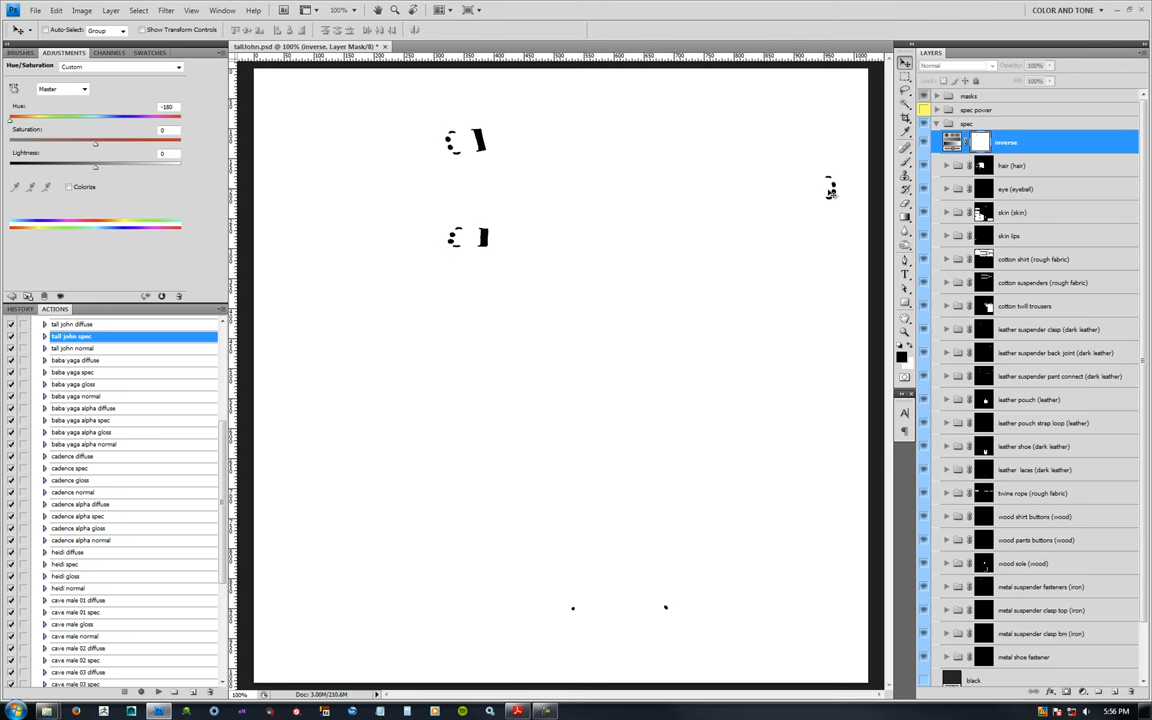 File Edit Image Layer Select Filter View Window Help 100% COLOR AND TONE
Auto-Select: Group Show Transform Controls
BRUSHES ADJUSTMENTS CHANNELS SWATCHES
tallJohn.psd @ 100% (inverse, Layer Mask/8) * ×
LAYERS
Hue/Saturation Custom
Normal Opacity: 100%
Lock: Fill: 100%
Master
Hue: -180
Saturation: 0
Lightness: 0
Colorize
masks
spec power
spec
inverse
hair (hair)
eye (eyeball)
skin (skin)
skin lips
cotton shirt (rough fabric)
cotton suspenders (rough fabric)
cotton twill trousers
leather suspender clasp (dark leather)
leather suspender back joint (dark leather)
leather suspender pant connect (dark leather)
leather pouch (leather)
leather pouch strap loop (leather)
leather shoe (dark leather)
leather laces (dark leather)
twine rope (rough fabric)
wood shirt buttons (wood)
wood pants buttons (wood)
wood sole (wood)
metal suspender fasteners (iron)
metal suspender clasp top (iron)
metal suspender clasp bm (iron)
metal shoe fastener
black
HISTORY ACTIONS
tall john diffuse
tall john spec
tall john normal
baba yaga diffuse
baba yaga spec
baba yaga gloss
baba yaga normal
baba yaga alpha diffuse
baba yaga alpha spec
baba yaga alpha gloss
baba yaga alpha normal
cadence diffuse
cadence spec
cadence gloss
cadence normal
cadence alpha diffuse
cadence alpha spec
cadence alpha gloss
cadence alpha normal
heidi diffuse
heidi spec
heidi gloss
heidi normal
cave male 01 diffuse
cave male 01 spec
cave male gloss
cave male normal
cave male 02 diffuse
cave male 02 spec
cave male 03 diffuse
cave male 03 spec
100% Doc: 3.00M/210.6M
5:56 PM